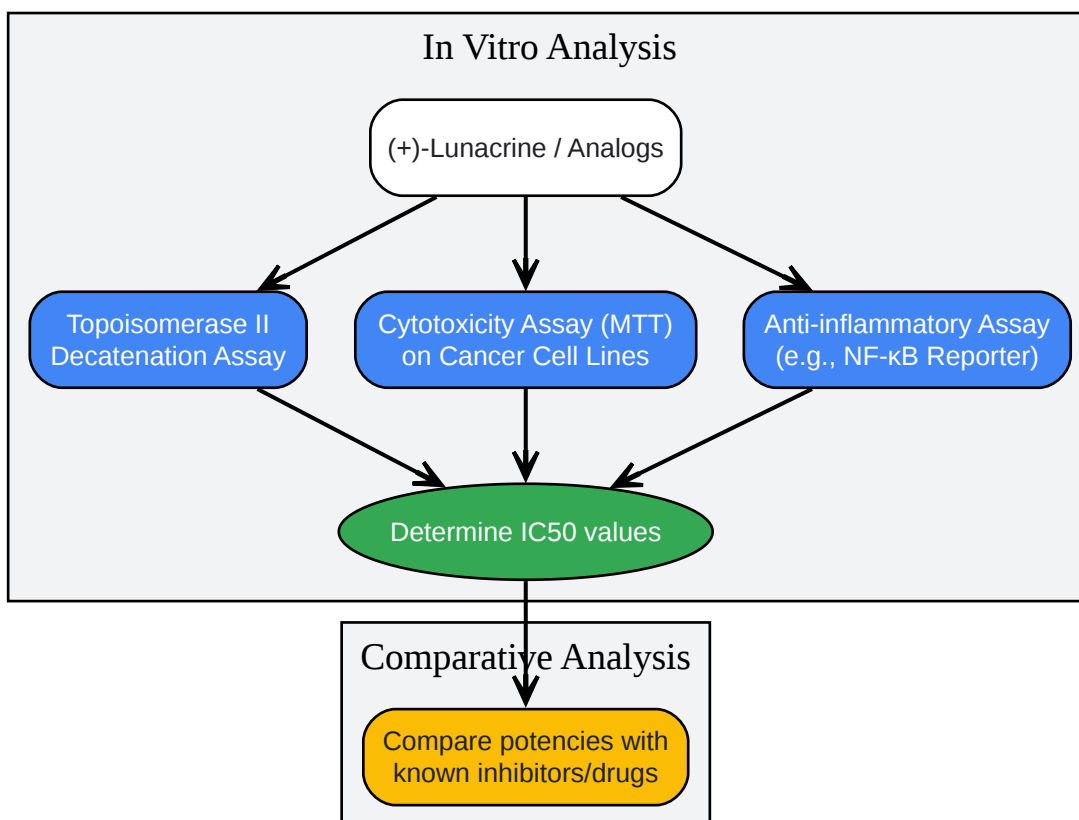 In Vitro Analysis
(+)-Lunacrine / Analogs
Topoisomerase II
Decatenation Assay
Cytotoxicity Assay (MTT)
on Cancer Cell Lines
Anti-inflammatory Assay
(e.g., NF-κB Reporter)
Determine IC50 values
Comparative Analysis
Compare potencies with
known inhibitors/drugs